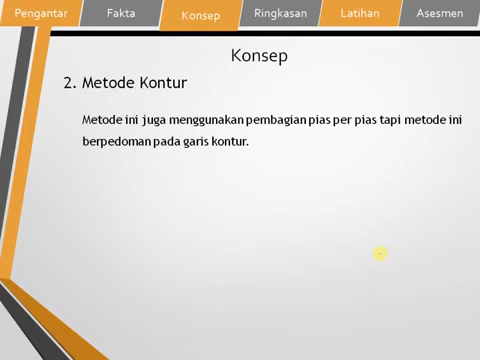 Pengantar
Fakta
Konsep
Ringkasan
Latihan
Asesmen
Konsep
2. Metode Kontur
Metode ini juga menggunakan pembagian pias per pias tapi metode ini
berpedoman pada garis kontur.